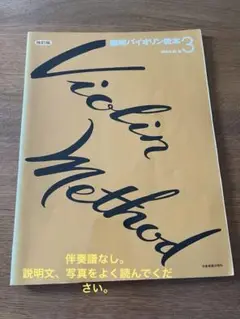 改訂版
篠崎バイオリン教本3
Violin
Method
伴奏譜なし。
説明文、写真をよく読んでくだ
さい。